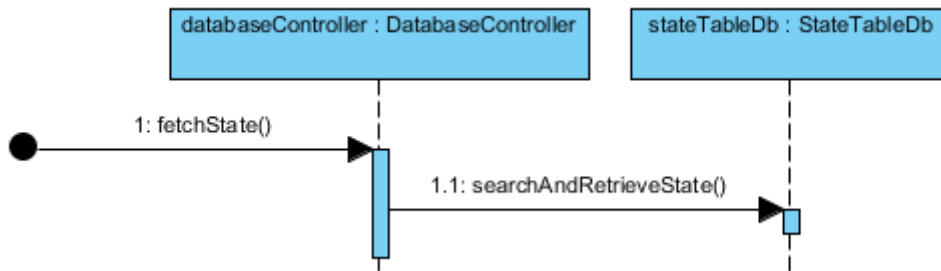 databaseController : DatabaseController
stateTableDb : StateTableDb
1: fetchState()
1.1: searchAndRetrieveState()